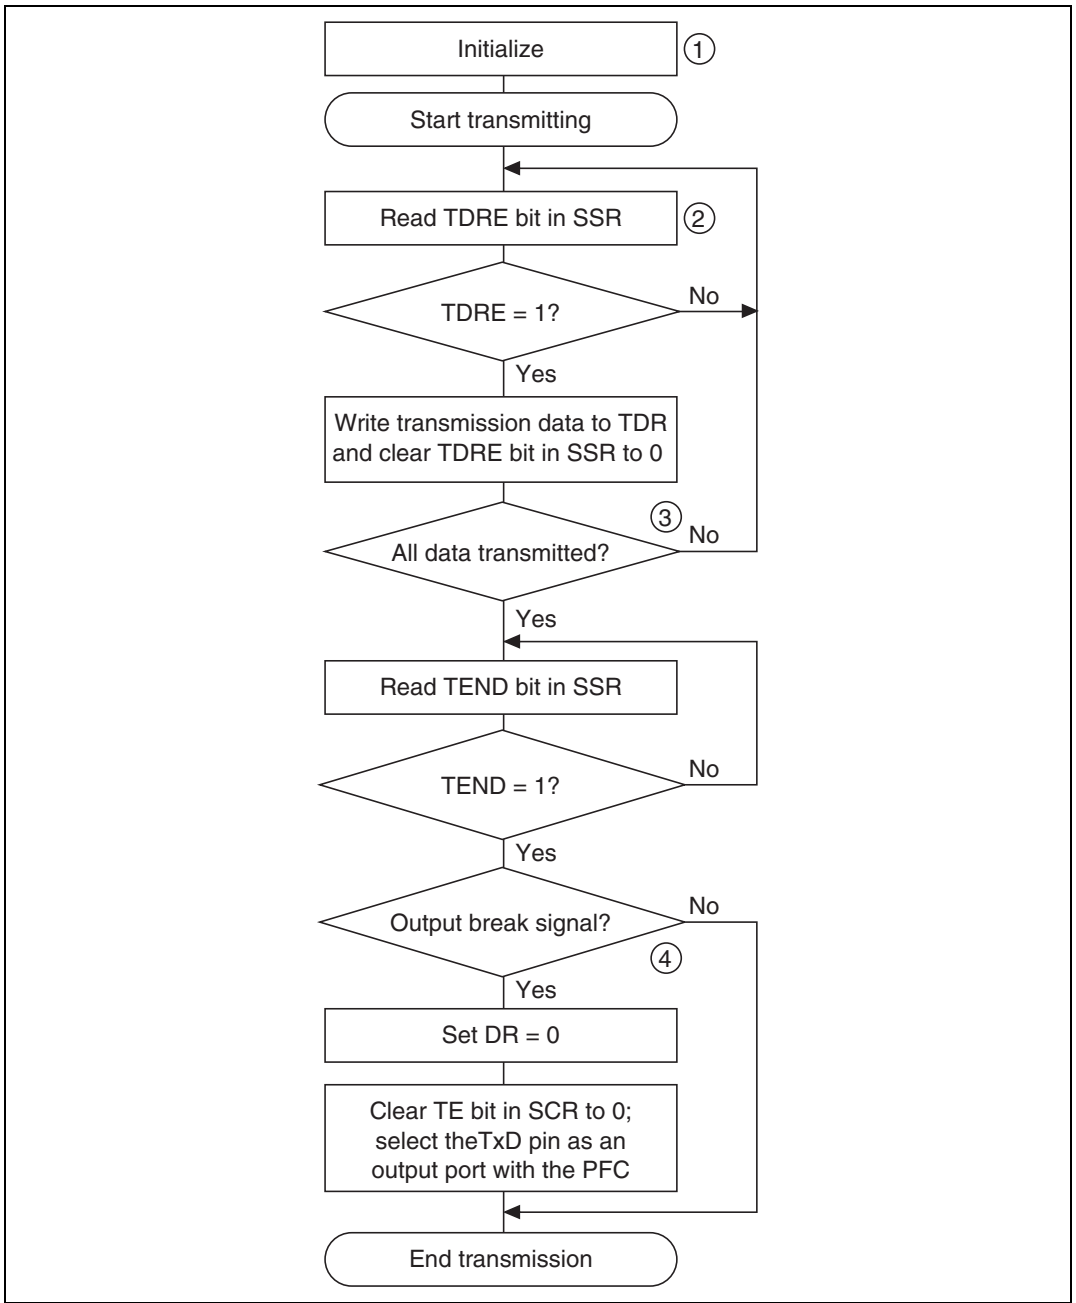 Initialize
①
Start transmitting
Read TDRE bit in SSR
②
TDRE = 1?
No
Yes
Write transmission data to TDR
and clear TDRE bit in SSR to 0
③
All data transmitted?
No
Yes
Read TEND bit in SSR
TEND = 1?
No
Yes
Output break signal?
No
④
Yes
Set DR = 0
Clear TE bit in SCR to 0;
select theTxD pin as an
output port with the PFC
End transmission